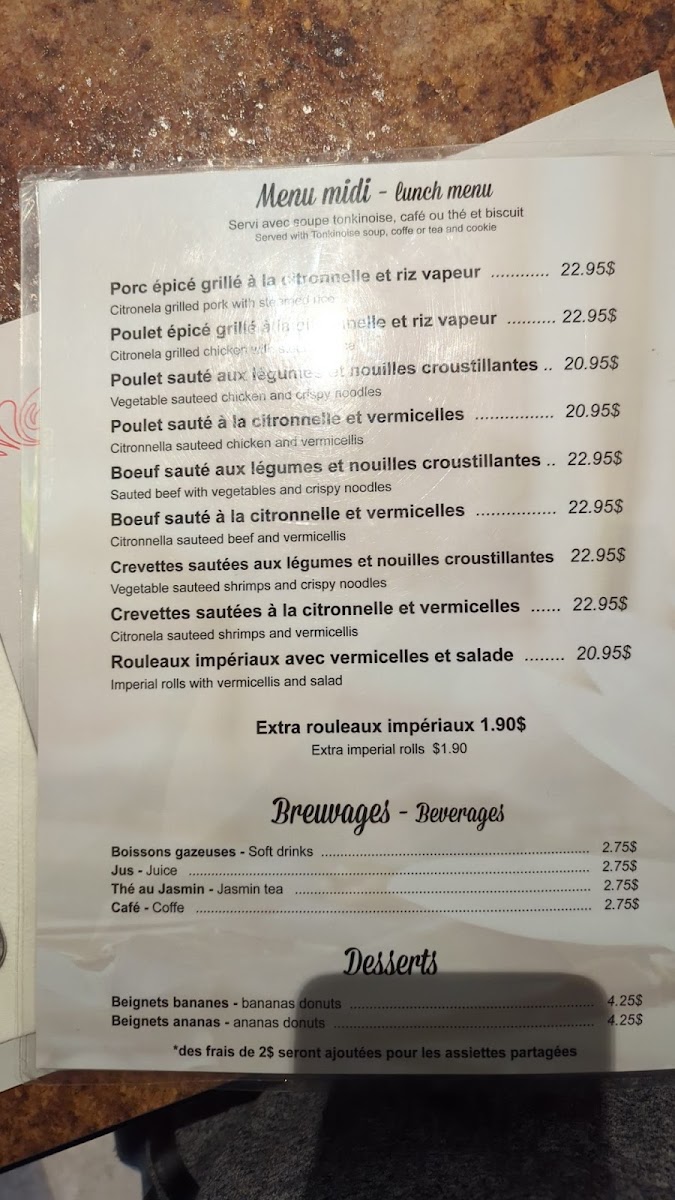 Menu midi - lunch menu
Servi avec soupe tonkinoise, café ou thé et biscuit
Served with Tonkinoise soup, coffe or tea and cookie
Porc épicé grillé à la citronnelle et riz vapeur ............ 22.95$
Citronela grilled pork with steamed rice
Poulet épicé grillé à la citronnelle et riz vapeur .......... 22.95$
Citronela grilled chicken
Poulet sauté aux légumes et nouilles croustillantes .. 20.95$
Vegetable sauteed chicken and crispy noodles
Poulet sauté à la citronnelle et vermicelles ................ 20.95$
Citronnella sauteed chicken and vermicellis
Boeuf sauté aux légumes et nouilles croustillantes .. 22.95$
Sauted beef with vegetables and crispy noodles
Boeuf sauté à la citronnelle et vermicelles ................ 22.95$
Citronnella sauteed beef and vermicellis
Crevettes sautées aux légumes et nouilles croustillantes 22.95$
Vegetable sauteed shrimps and crispy noodles
Crevettes sautées à la citronnelle et vermicelles ...... 22.95$
Citronela sauteed shrimps and vermicellis
Rouleaux impériaux avec vermicelles et salade ........ 20.95$
Imperial rolls with vermicellis and salad
Extra rouleaux impériaux 1.90$
Extra imperial rolls $1.90
Breuvages - Beverages
Boissons gazeuses - Soft drinks ........ 2.75$
Jus - Juice ........ 2.75$
Thé au Jasmin - Jasmin tea ........ 2.75$
Café - Coffe ........ 2.75$
Desserts
Beignets bananes - bananas donuts ........ 4.25$
Beignets ananas - ananas donuts ........ 4.25$
*des frais de 2$ seront ajoutées pour les assiettes partagées